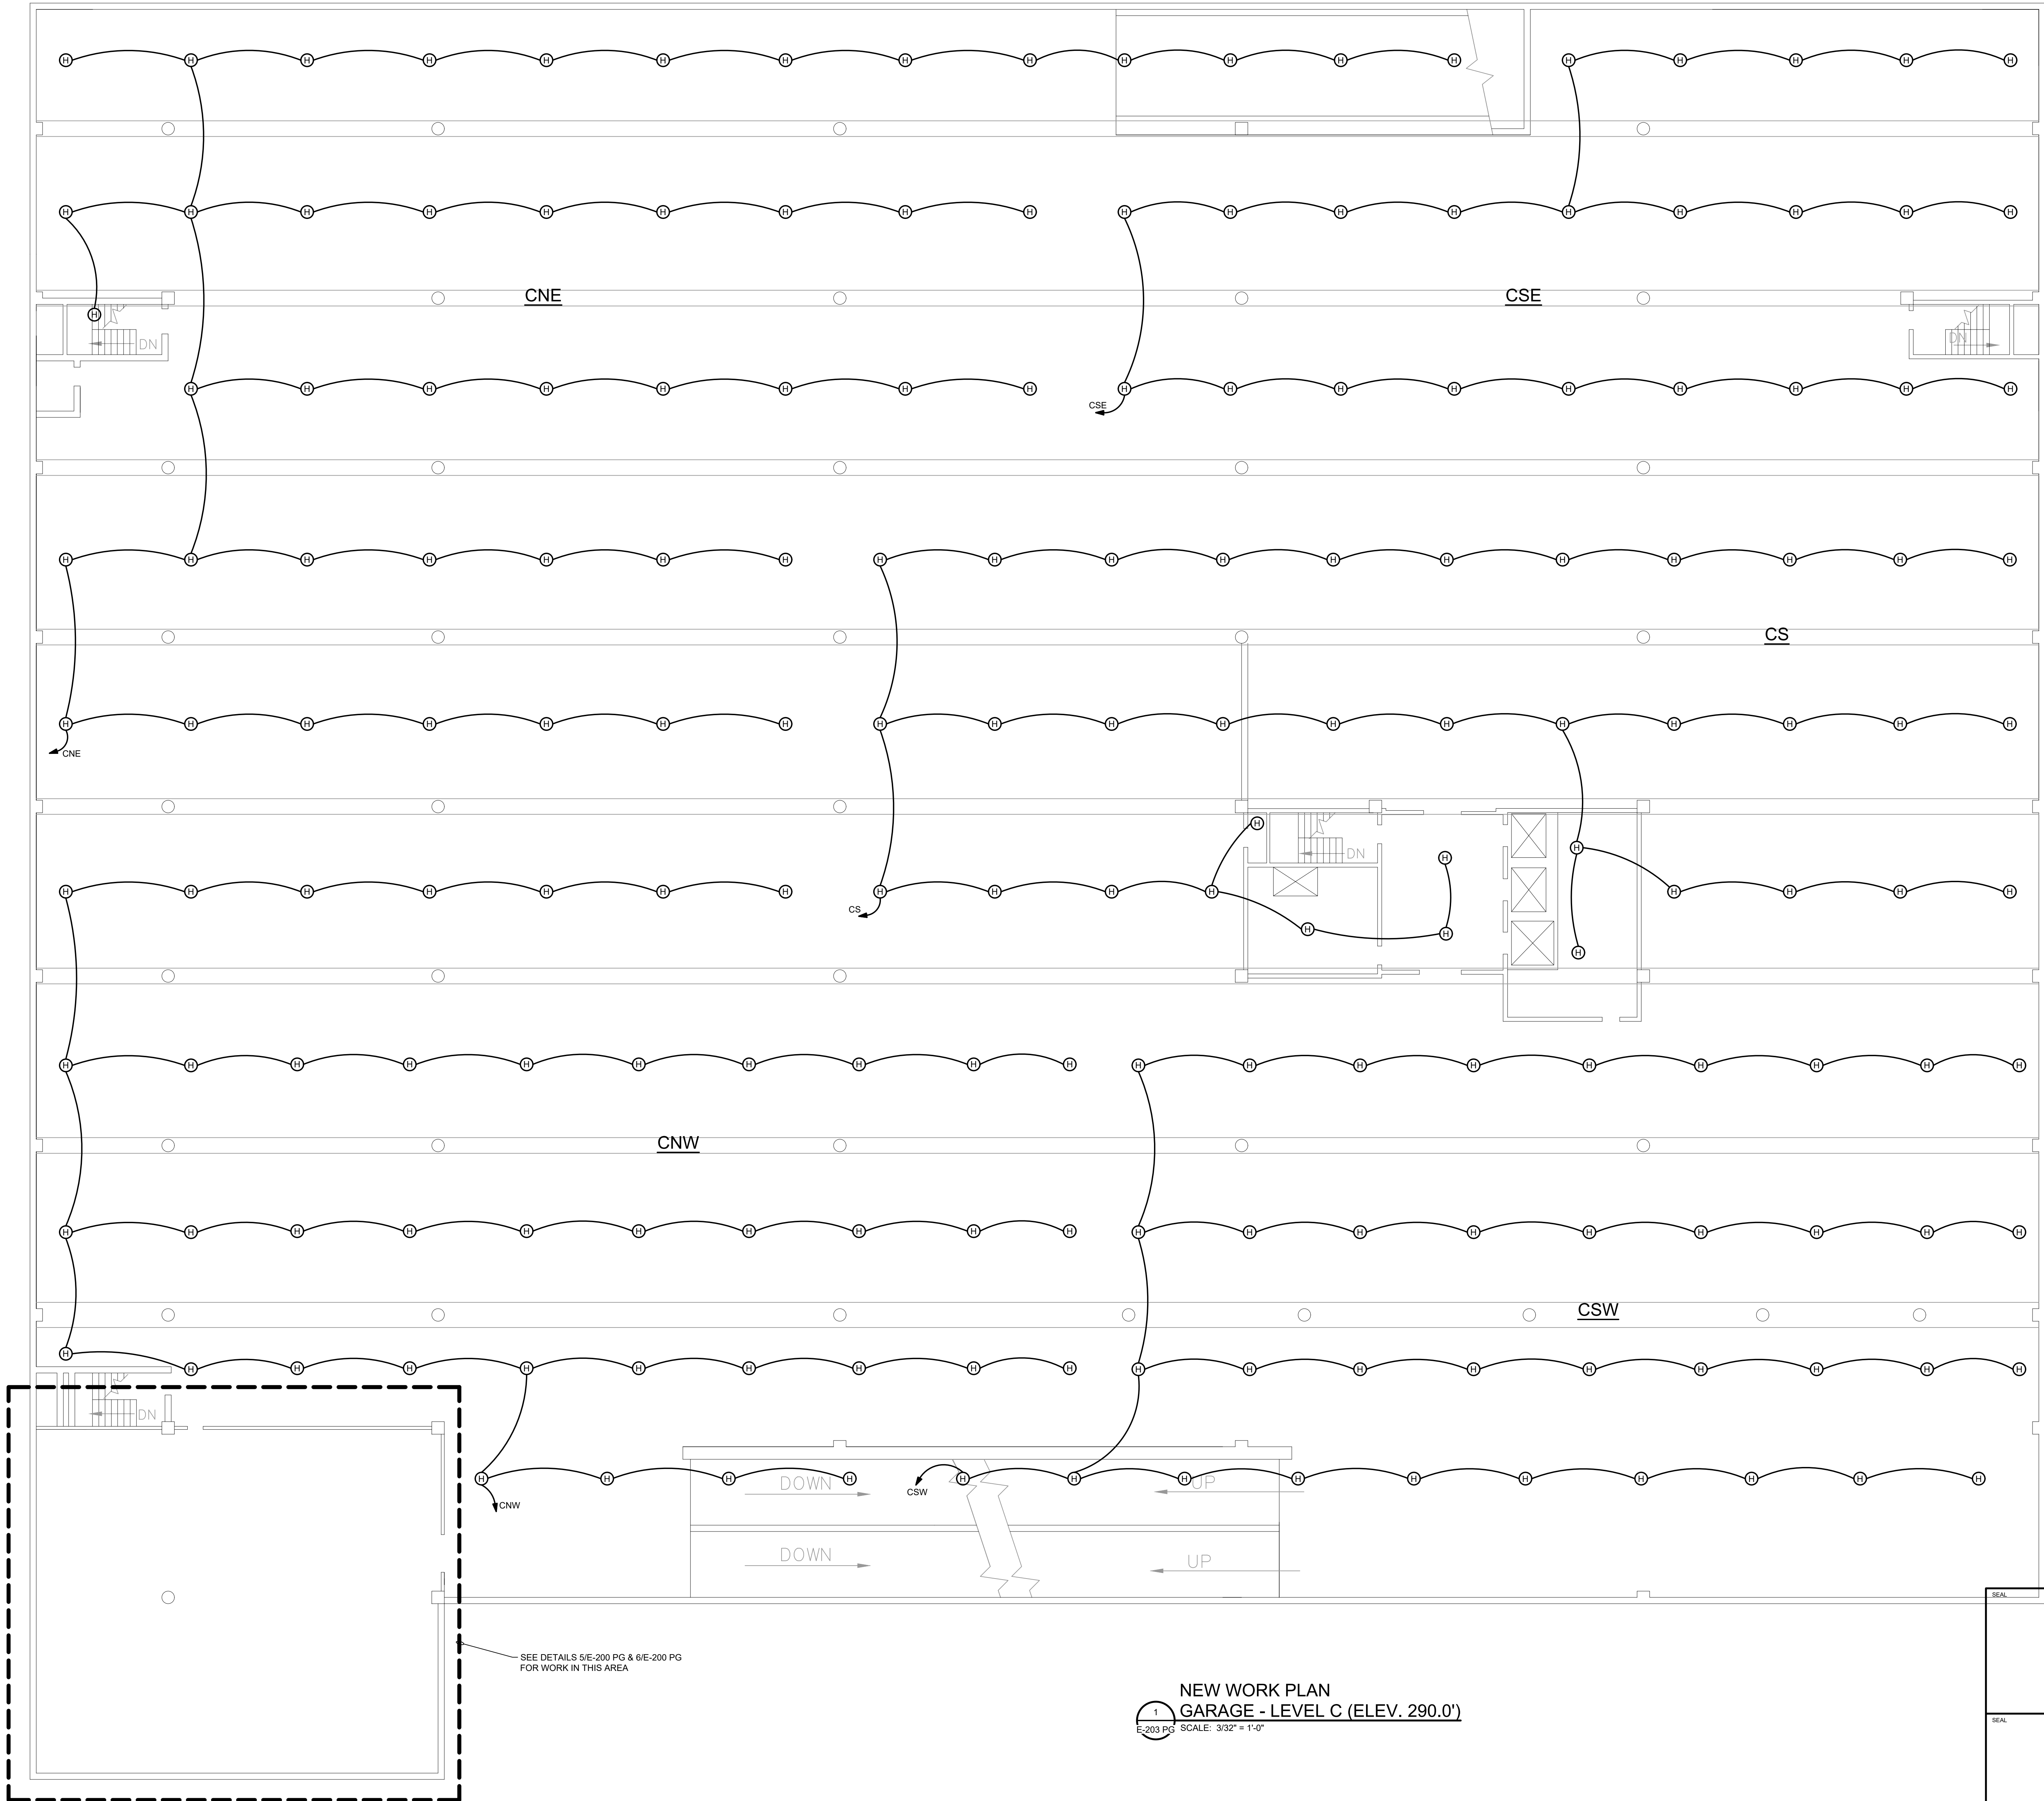 H H H H H H H H H H H H H H H H H H
H H H H H H H H H H H H H H H H H H
CNE CSE
H
DN DN
H H H H H H H H H H H H H H H H H
CSE
H H H H H H H H H H H H H H H H H H
CS
H H H H H H H H H H H H H H H H H H
CNE
H
H DN H
H H H H H H H H H H H H H H H
CS
H H
H
H H H H H H H H H H H H H H H H H H H
CNW
H H H H H H H H H H H H H H H H H H H
CSW
H H H H H H H H H H H H H H H H H H H
DN
H H H H H H H H H H H H H H
DOWN UP
CSW
CNW
DOWN UP
SEAL
SEE DETAILS 5/E-200 PG & 6/E-200 PG
FOR WORK IN THIS AREA
NEW WORK PLAN
1 GARAGE - LEVEL C (ELEV. 290.0')
E-203 PG SCALE: 3/32" = 1'-0"
SEAL